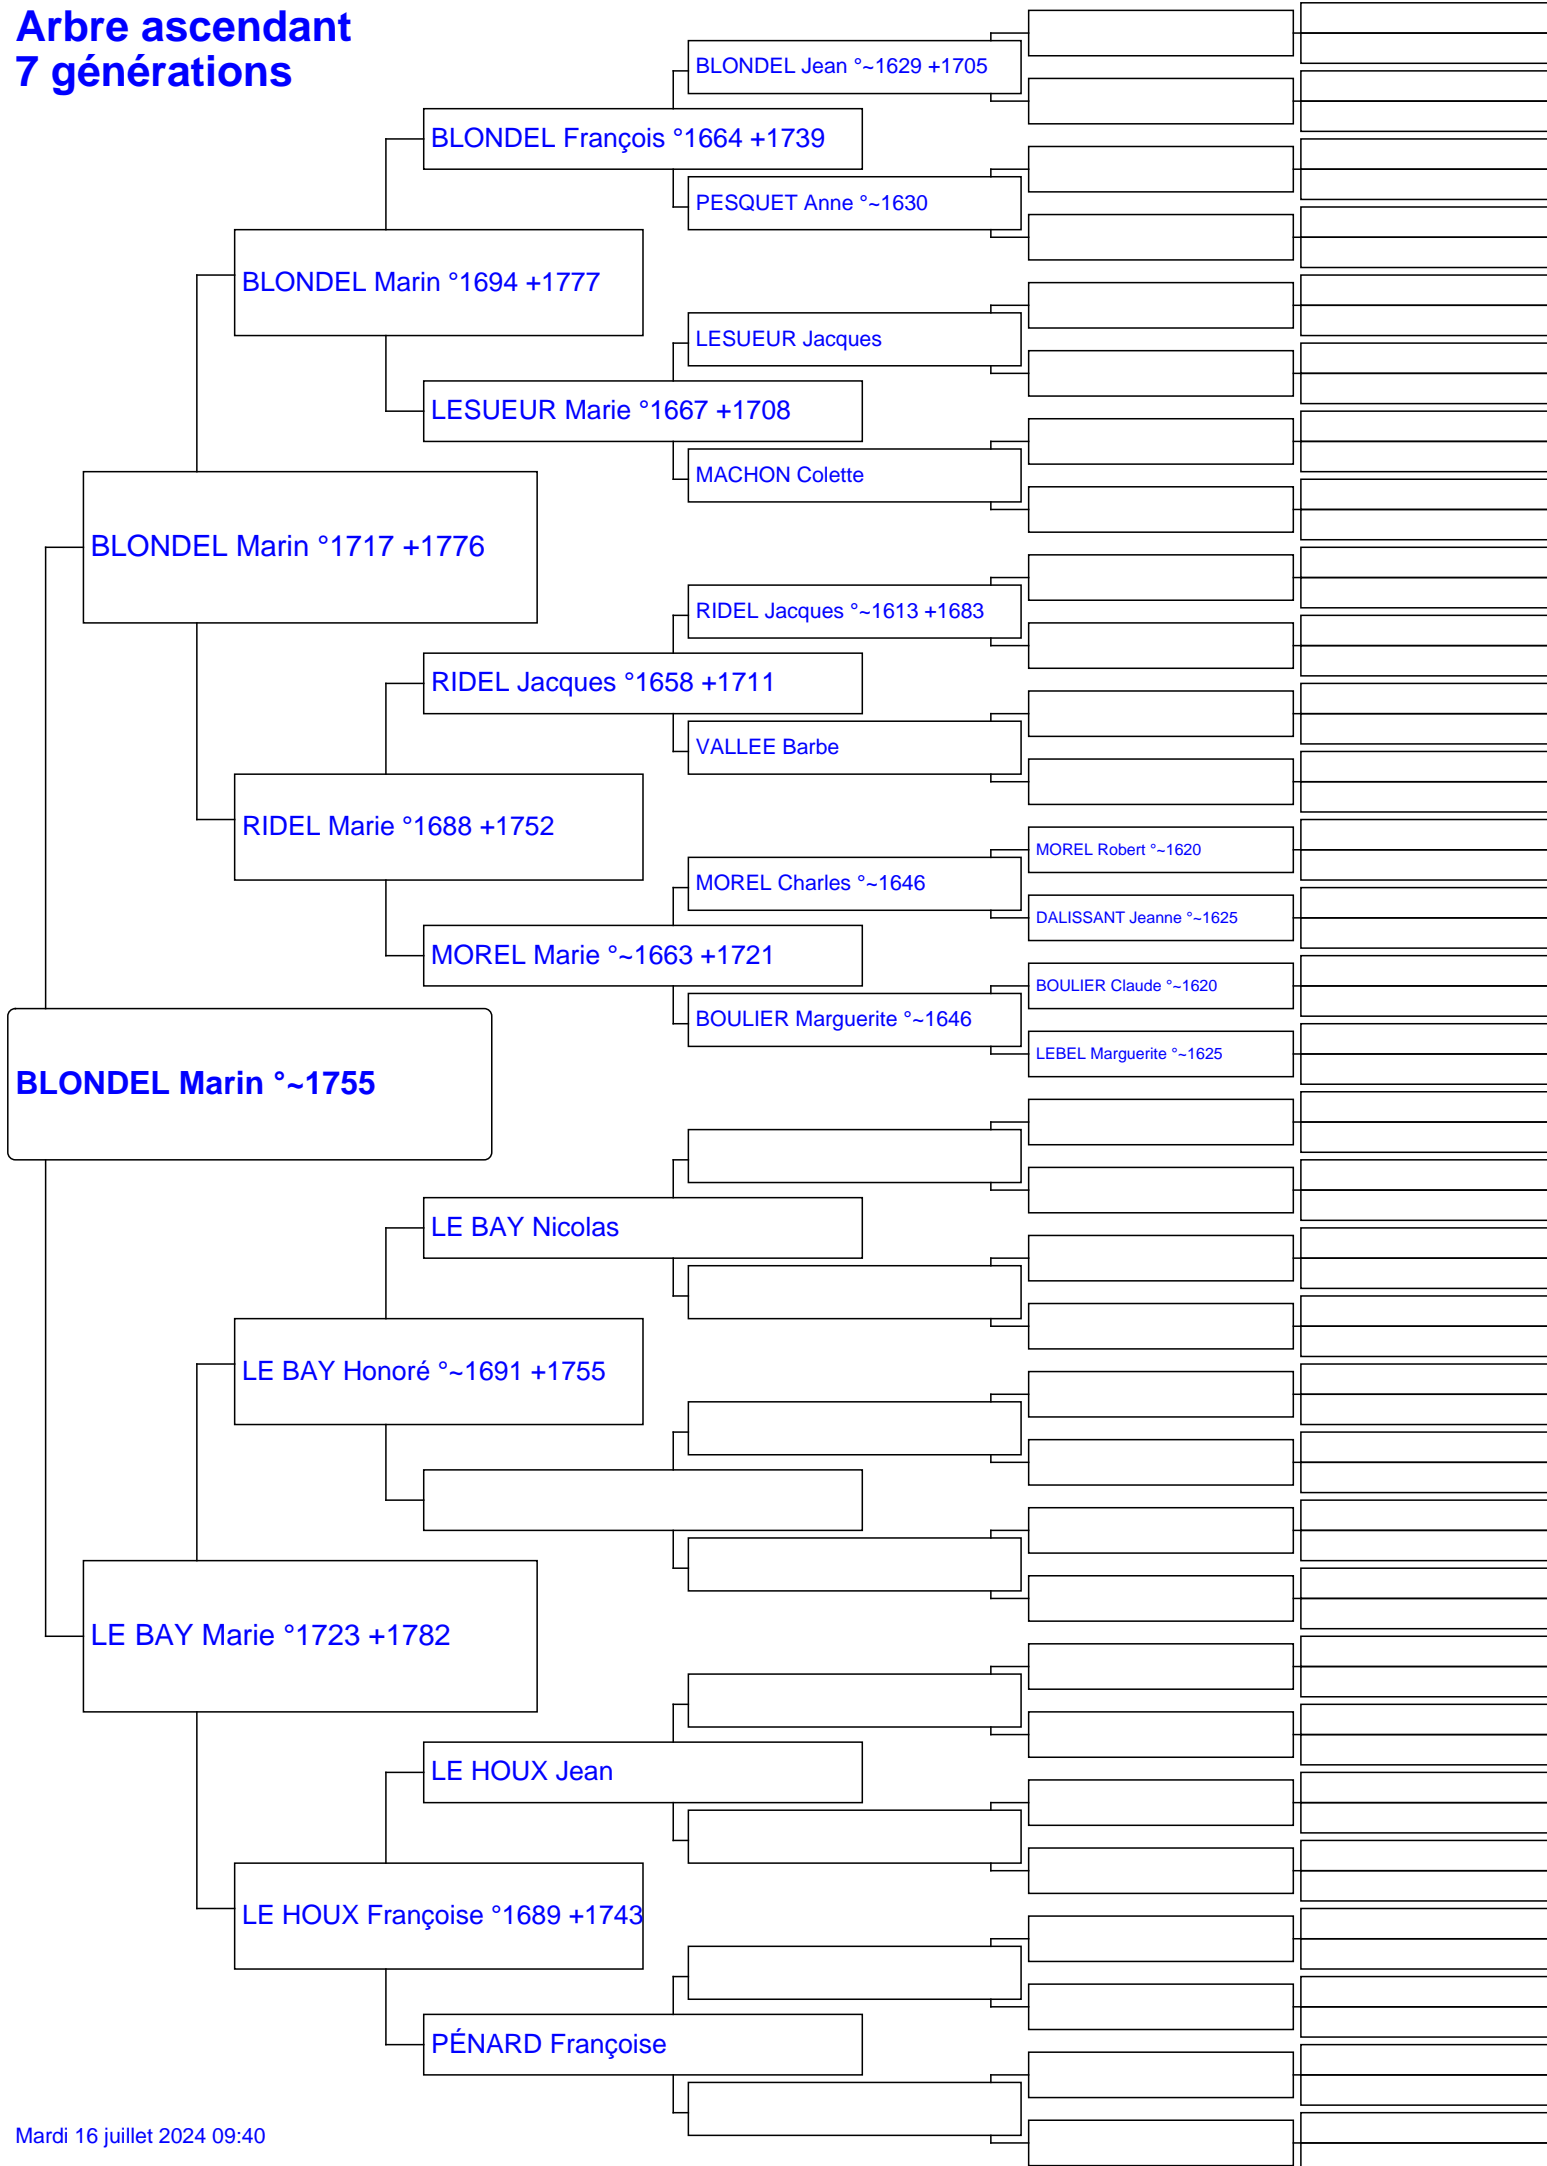 Arbre ascendant
7 générations
BLONDEL Jean °~1629 +1705
BLONDEL François °1664 +1739
PESQUET Anne °~1630
BLONDEL Marin °1694 +1777
LESUEUR Jacques
LESUEUR Marie °1667 +1708
MACHON Colette
BLONDEL Marin °1717 +1776
RIDEL Jacques °~1613 +1683
RIDEL Jacques °1658 +1711
VALLEE Barbe
RIDEL Marie °1688 +1752
MOREL Robert °~1620
MOREL Charles °~1646
DALISSANT Jeanne °~1625
MOREL Marie °~1663 +1721
BOULIER Claude °~1620
BOULIER Marguerite °~1646
LEBEL Marguerite °~1625
BLONDEL Marin °~1755
LE BAY Nicolas
LE BAY Honoré °~1691 +1755
LE BAY Marie °1723 +1782
LE HOUX Jean
LE HOUX Françoise °1689 +1743
PÉNARD Françoise
Mardi 16 juillet 2024 09:40